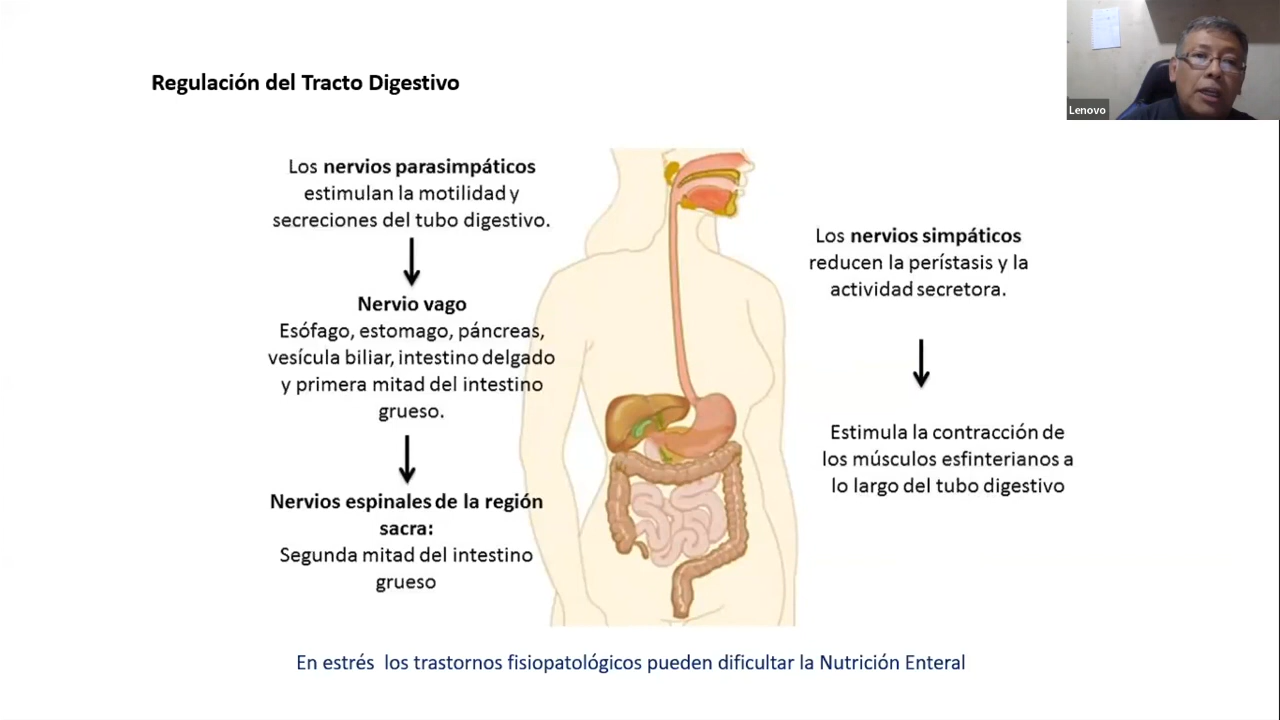 Regulación del Tracto Digestivo
Lenovo
Los nervios parasimpáticos
estimulan la motilidad y
secreciones del tubo digestivo.
Nervio vago
Esófago, estomago, páncreas,
vesícula biliar, intestino delgado
y primera mitad del intestino
grueso.
Nervios espinales de la región
sacra:
Segunda mitad del intestino
grueso
Los nervios simpáticos
reducen la perístasis y la
actividad secretora.
Estimula la contracción de
los músculos esfinterianos a
lo largo del tubo digestivo
En estrés los trastornos fisiopatológicos pueden dificultar la Nutrición Enteral